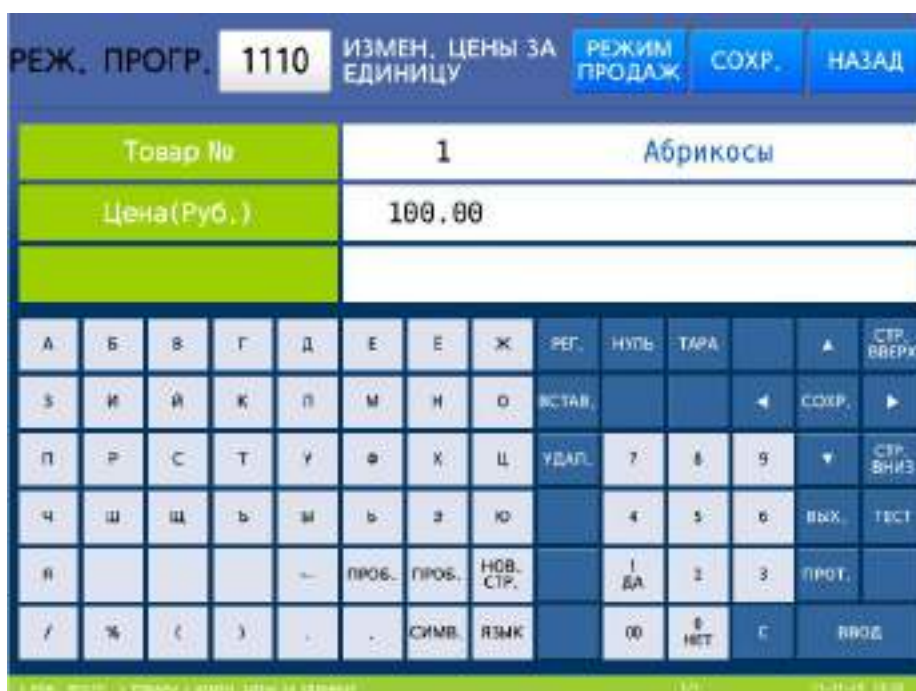 РЕЖ. ПРОГР. 1110 ИЗМЕН. ЦЕНЫ ЗА ЕДИНИЦУ РЕЖИМ ПРОДАЖ СОХР. НАЗАД
Товар № 1 Абрикосы
Цена(Руб.) 100.00
А Б В Г Д Е Ё Ж РЕГ. НУЛЬ ТАРА ▲ СТР. ВВЕРХ
З И Й К Л М Н О ВСТАВ. ◀ СОХР. ▶
П Р С Т У Ф Х Ц УДАЛ. 7 8 9 ▼ СТР. ВНИЗ
Ч Ш Щ Ъ Ы Ь Э Ю 4 5 6 ВЫХ. ТЕСТ
Я ПРОБ. ПРОБ. НОВ. СТР. 1 ДА 2 3 ПРОТ.
/ % ( ) СИМВ. ЯЗЫК 00 0 НЕТ C ВВОД